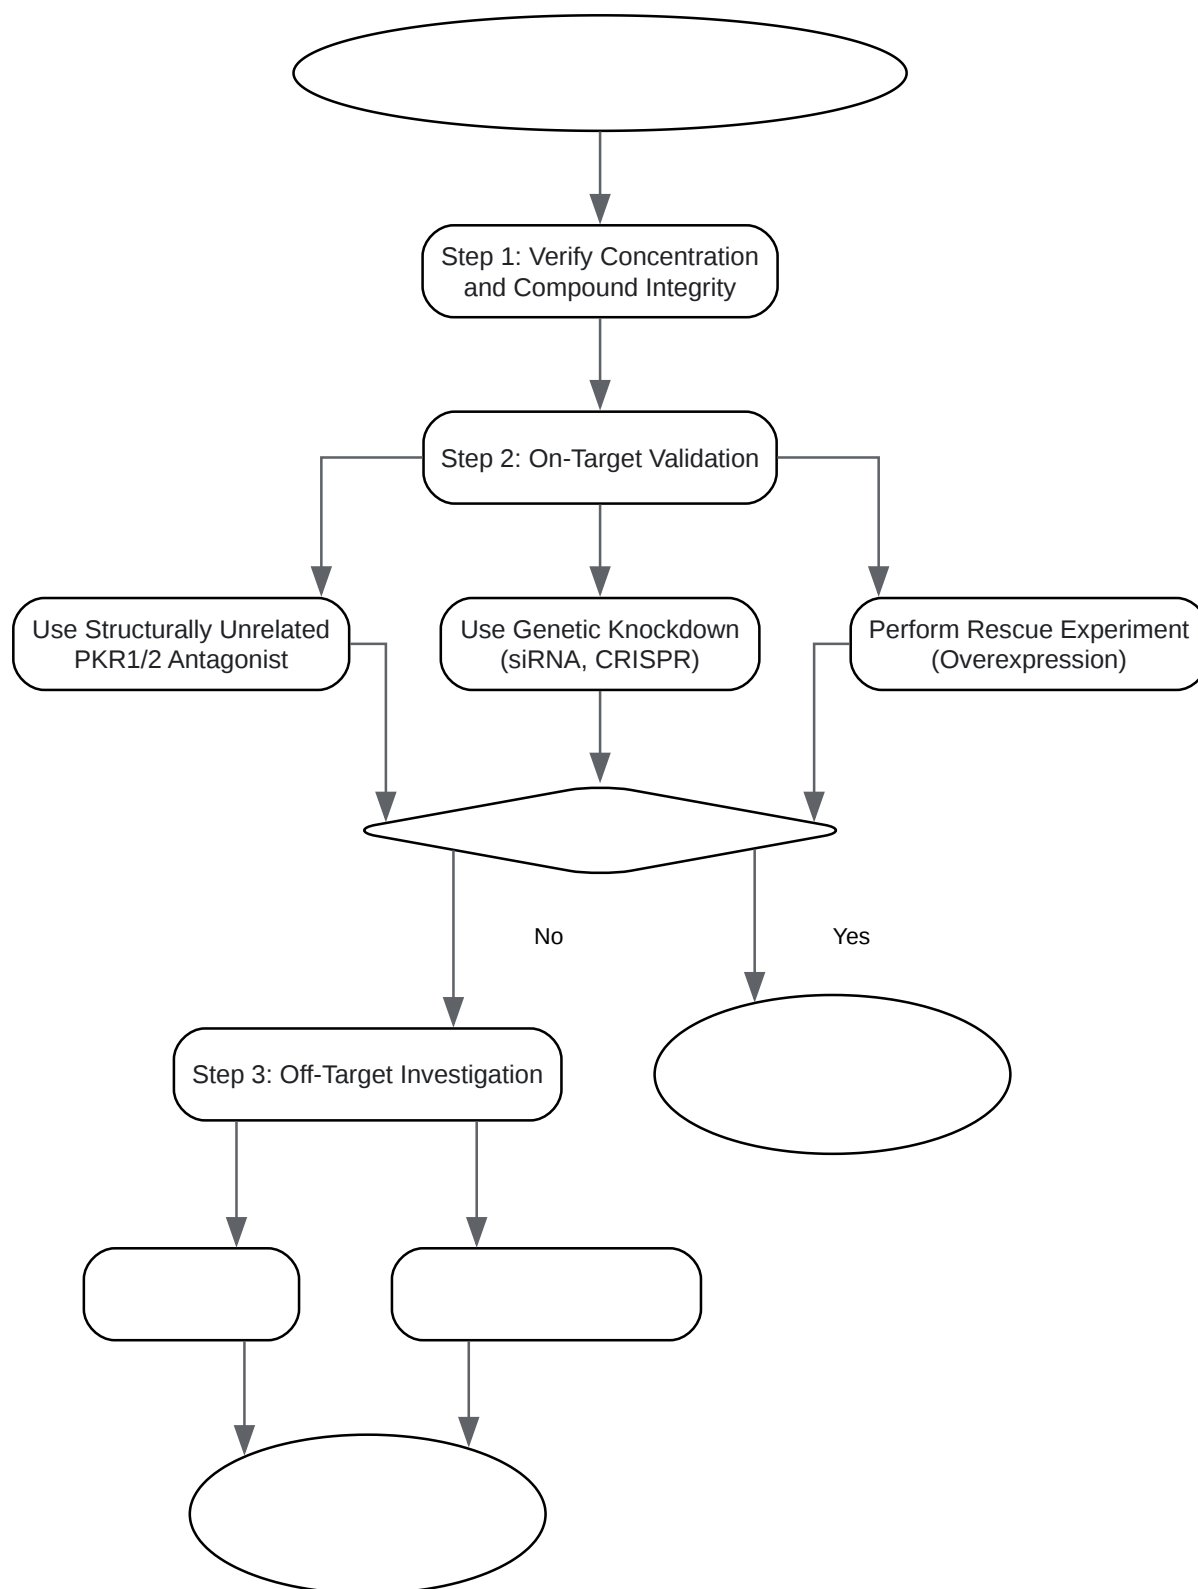 Step 1: Verify Concentration
and Compound Integrity
Step 2: On-Target Validation
Use Structurally Unrelated
PKR1/2 Antagonist
Use Genetic Knockdown
(siRNA, CRISPR)
Perform Rescue Experiment
(Overexpression)
No
Yes
Step 3: Off-Target Investigation